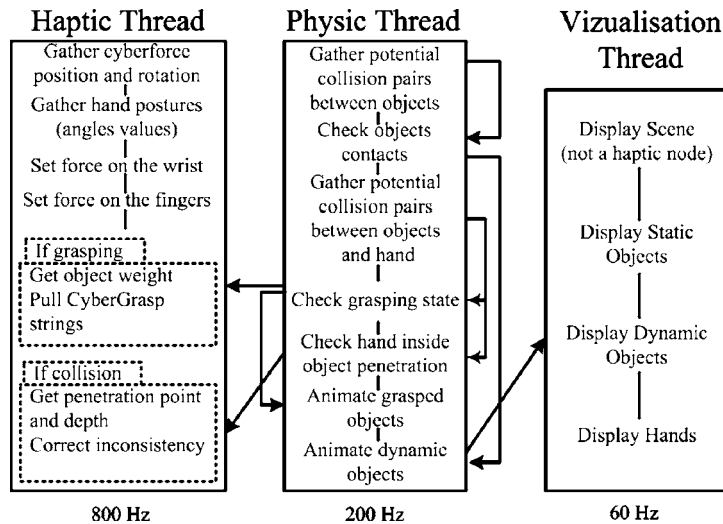 Haptic Thread
Gather cyberforce
position and rotation
Gather hand postures
(angles values)
Set force on the wrist
Set force on the fingers
If grasping
Get object weight
Pull CyberGrasp
strings
If collision
Get penetration point
and depth
Correct inconsistency
800 Hz
Physic Thread
Gather potential
collision pairs
between objects
Check objects
contacts
Gather potential
collision pairs
between objects
and hand
Check grasping state
Check hand inside
object penetration
Animate grasped
objects
Animate dynamic
objects
200 Hz
Vizualisation
Thread
Display Scene
(not a haptic node)
Display Static
Objects
Display Dynamic
Objects
Display Hands
60 Hz